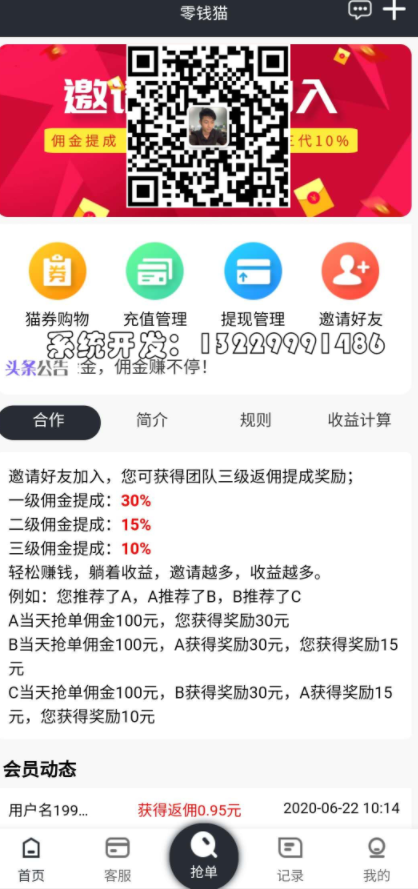 零钱猫
邀
入
佣金提成
三代10%
猫券购物
充值管理
提现管理
邀请好友
系统开发：13229991486
头条公告
金，佣金赚不停！
合作
简介
规则
收益计算
邀请好友加入，您可获得团队三级返佣提成奖励；
一级佣金提成：30%
二级佣金提成：15%
三级佣金提成：10%
轻松赚钱，躺着收益，邀请越多，收益越多。
例如：您推荐了A，A推荐了B，B推荐了C
A当天抢单佣金100元，您获得奖励30元
B当天抢单佣金100元，A获得奖励30元，您获得奖励15
元
C当天抢单佣金100元，B获得奖励30元，A获得奖励15
元，您获得奖励10元
会员动态
用户名199...
获得返佣0.95元
2020-06-22 10:14
首页
客服
抢单
记录
我的